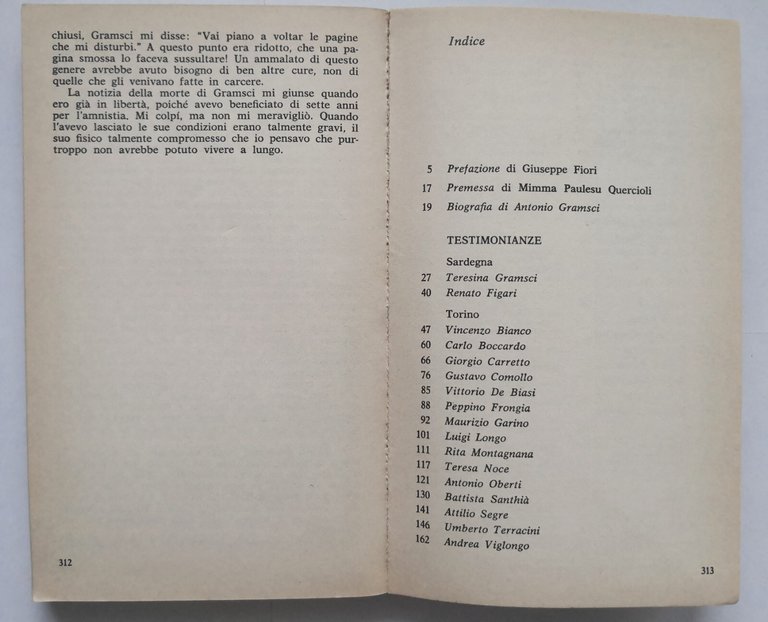 chiusi, Gramsci mi disse: "Vai piano a voltar le pagine
che mi disturbi." A questo punto era ridotto, che una pa-
gina smossa lo faceva sussultare! Un ammalato di questo
genere avrebbe avuto bisogno di ben altre cure, non di
quelle che gli venivano fatte in carcere.
La notizia della morte di Gramsci mi giunse quando
ero già in libertà, poiché avevo beneficiato di sette anni
per l'amnistia. Mi colpí, ma non mi meravigliò. Quando
l'avevo lasciato le sue condizioni erano talmente gravi, il
suo fisico talmente compromesso che io pensavo che pur-
troppo non avrebbe potuto vivere a lungo.
312
Indice
5 Prefazione di Giuseppe Fiori
17 Premessa di Mimma Paulesu Quercioli
19 Biografia di Antonio Gramsci
TESTIMONIANZE
Sardegna
27 Teresina Gramsci
40 Renato Figari
Torino
47 Vincenzo Bianco
60 Carlo Boccardo
66 Giorgio Carretto
76 Gustavo Comollo
85 Vittorio De Biasi
88 Peppino Frongia
92 Maurizio Garino
101 Luigi Longo
111 Rita Montagnana
117 Teresa Noce
121 Antonio Oberti
130 Battista Santhià
141 Attilio Segre
146 Umberto Terracini
162 Andrea Viglongo
313